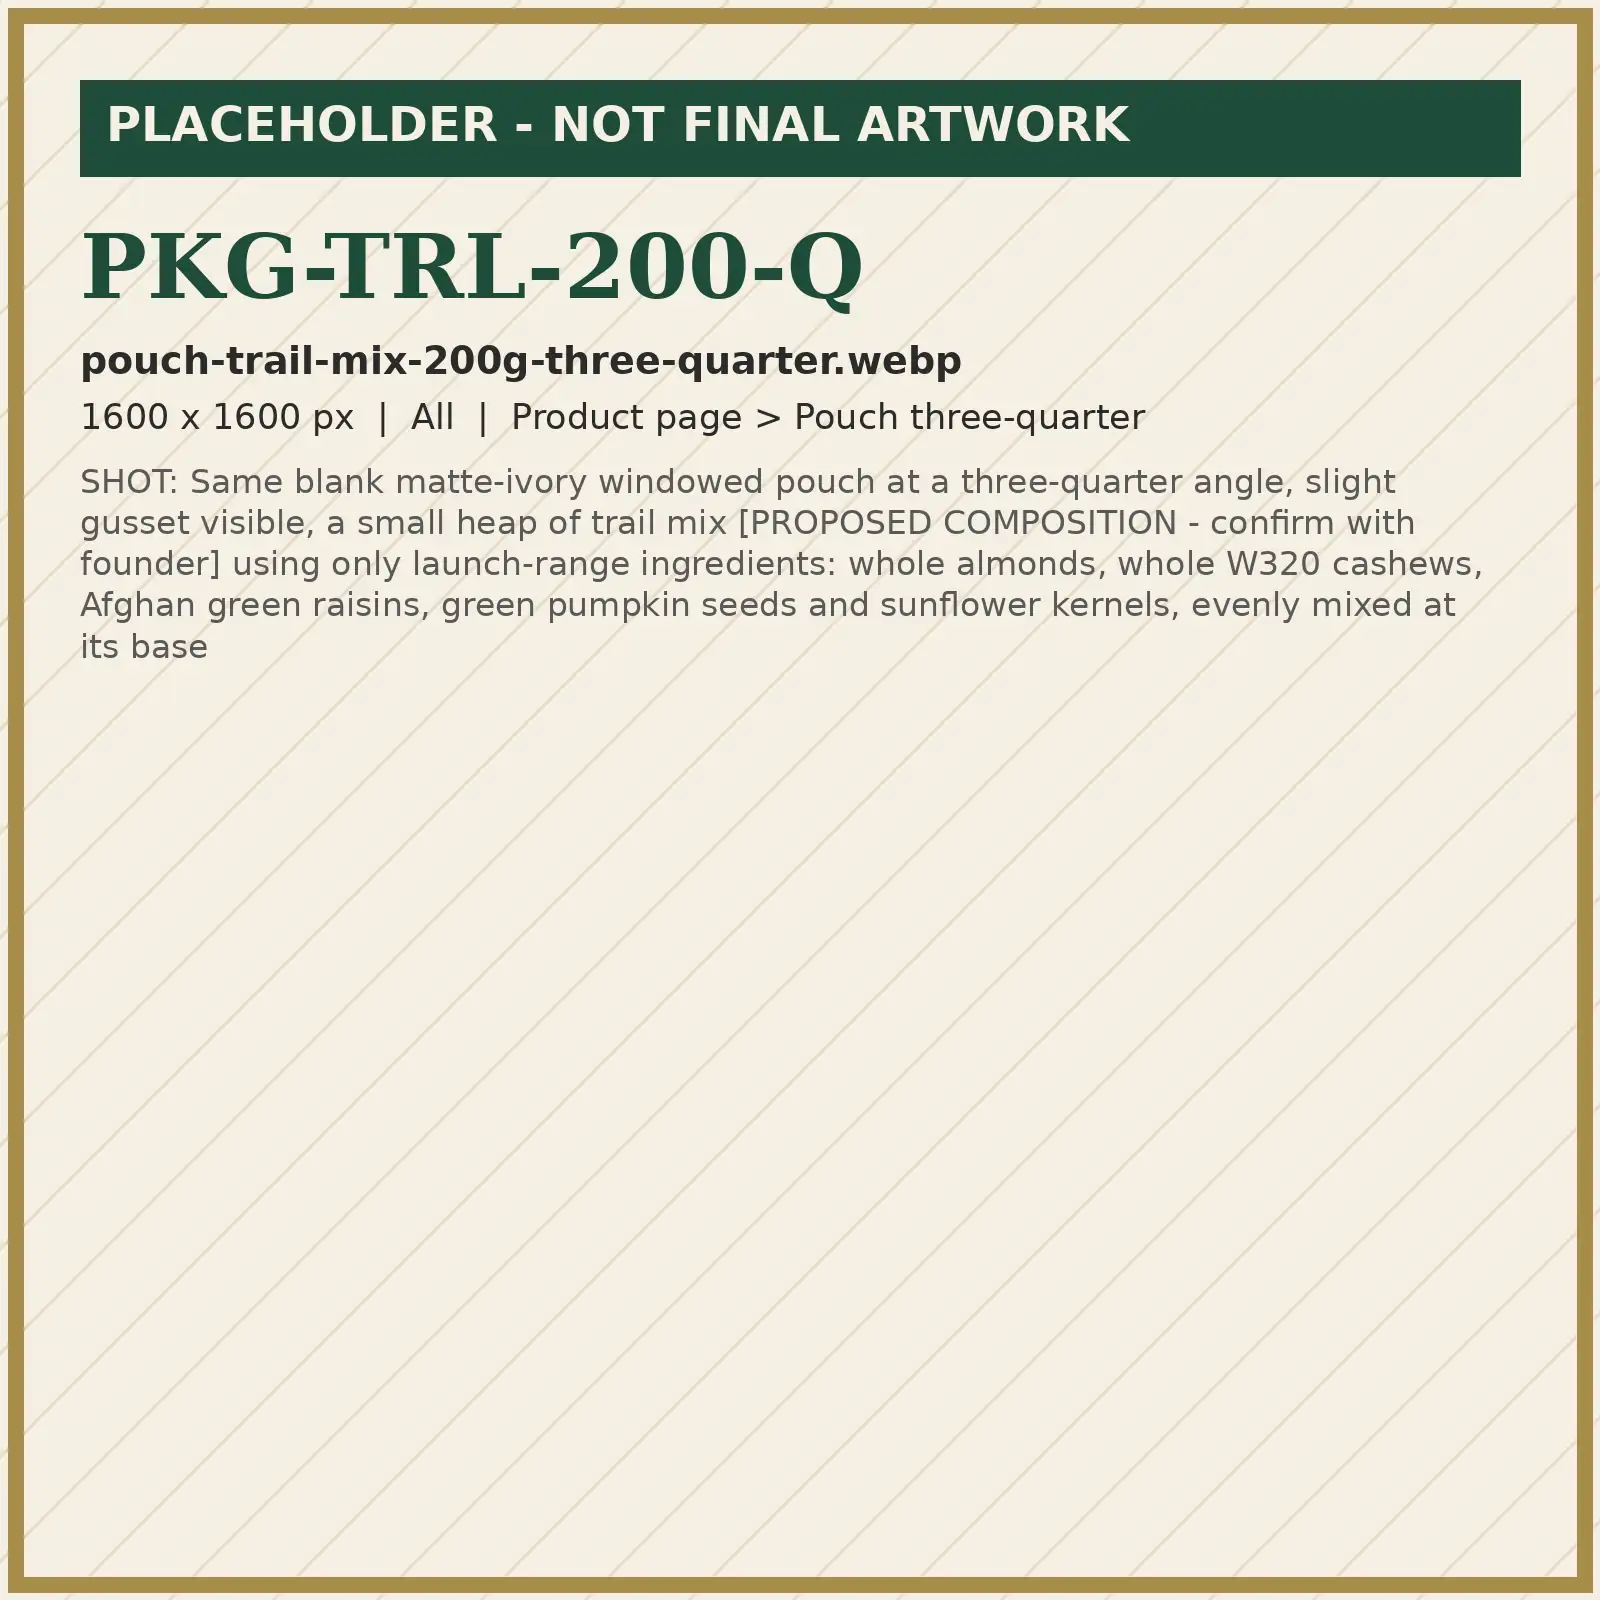 PLACEHOLDER - NOT FINAL ARTWORK
PKG-TRL-200-Q
pouch-trail-mix-200g-three-quarter.webp
1600 x 1600 px | All | Product page > Pouch three-quarter
SHOT: Same blank matte-ivory windowed pouch at a three-quarter angle, slight
gusset visible, a small heap of trail mix [PROPOSED COMPOSITION - confirm with
founder] using only launch-range ingredients: whole almonds, whole W320 cashews,
Afghan green raisins, green pumpkin seeds and sunflower kernels, evenly mixed at
its base